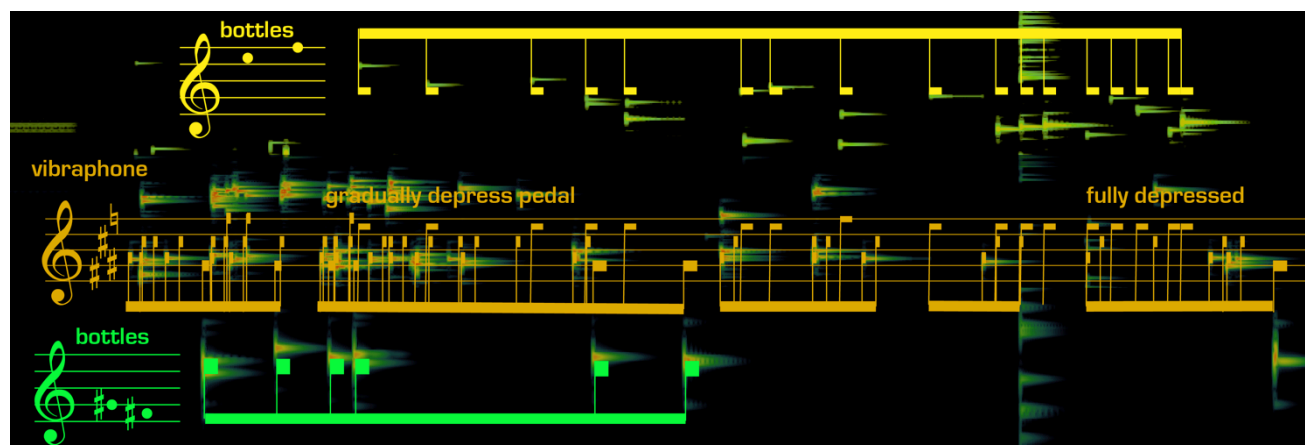 bottles
vibraphone
gradually depress pedal
fully depressed
bottles